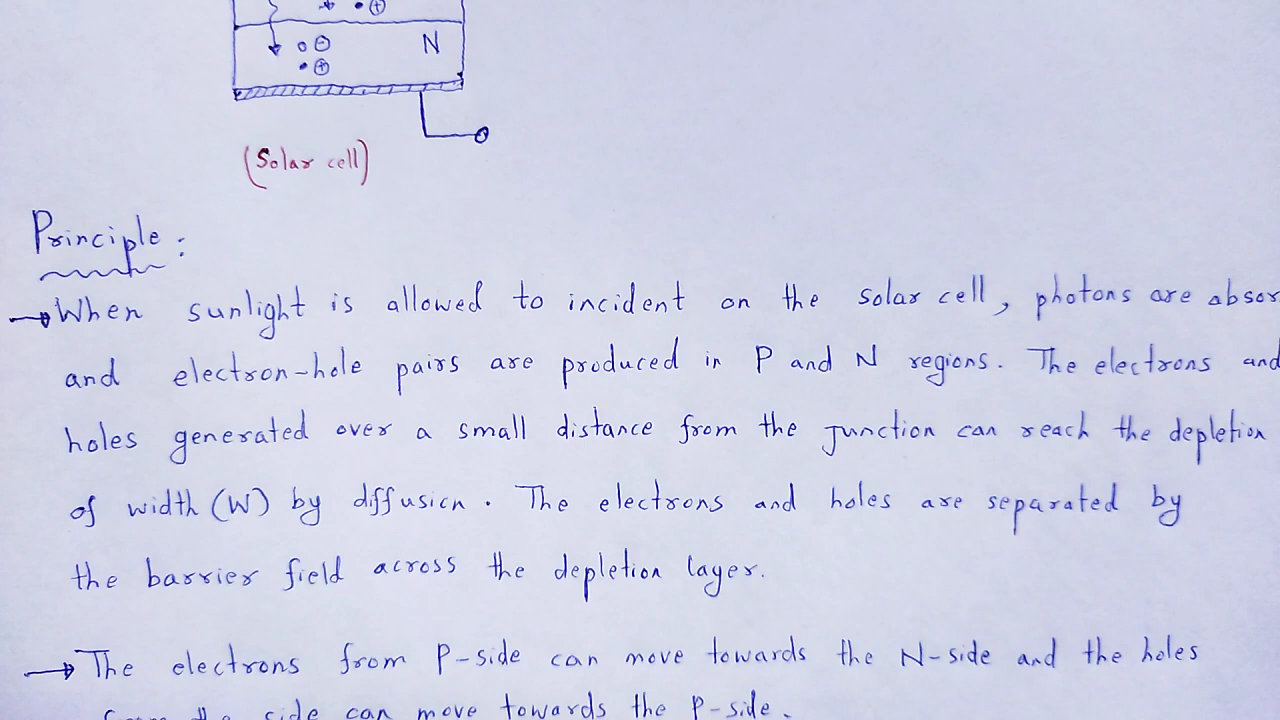 N
(Solar cell)
Principle :
When sunlight is allowed to incident on the solar cell, photons are absor
and electron-hole pairs are produced in P and N regions. The electrons and
holes generated over a small distance from the junction can reach the depletion
of width (W) by diffusion. The electrons and holes are separated by
the barrier field across the depletion layer.
The electrons from P-side can move towards the N-side and the holes
side can move towards the P-side.